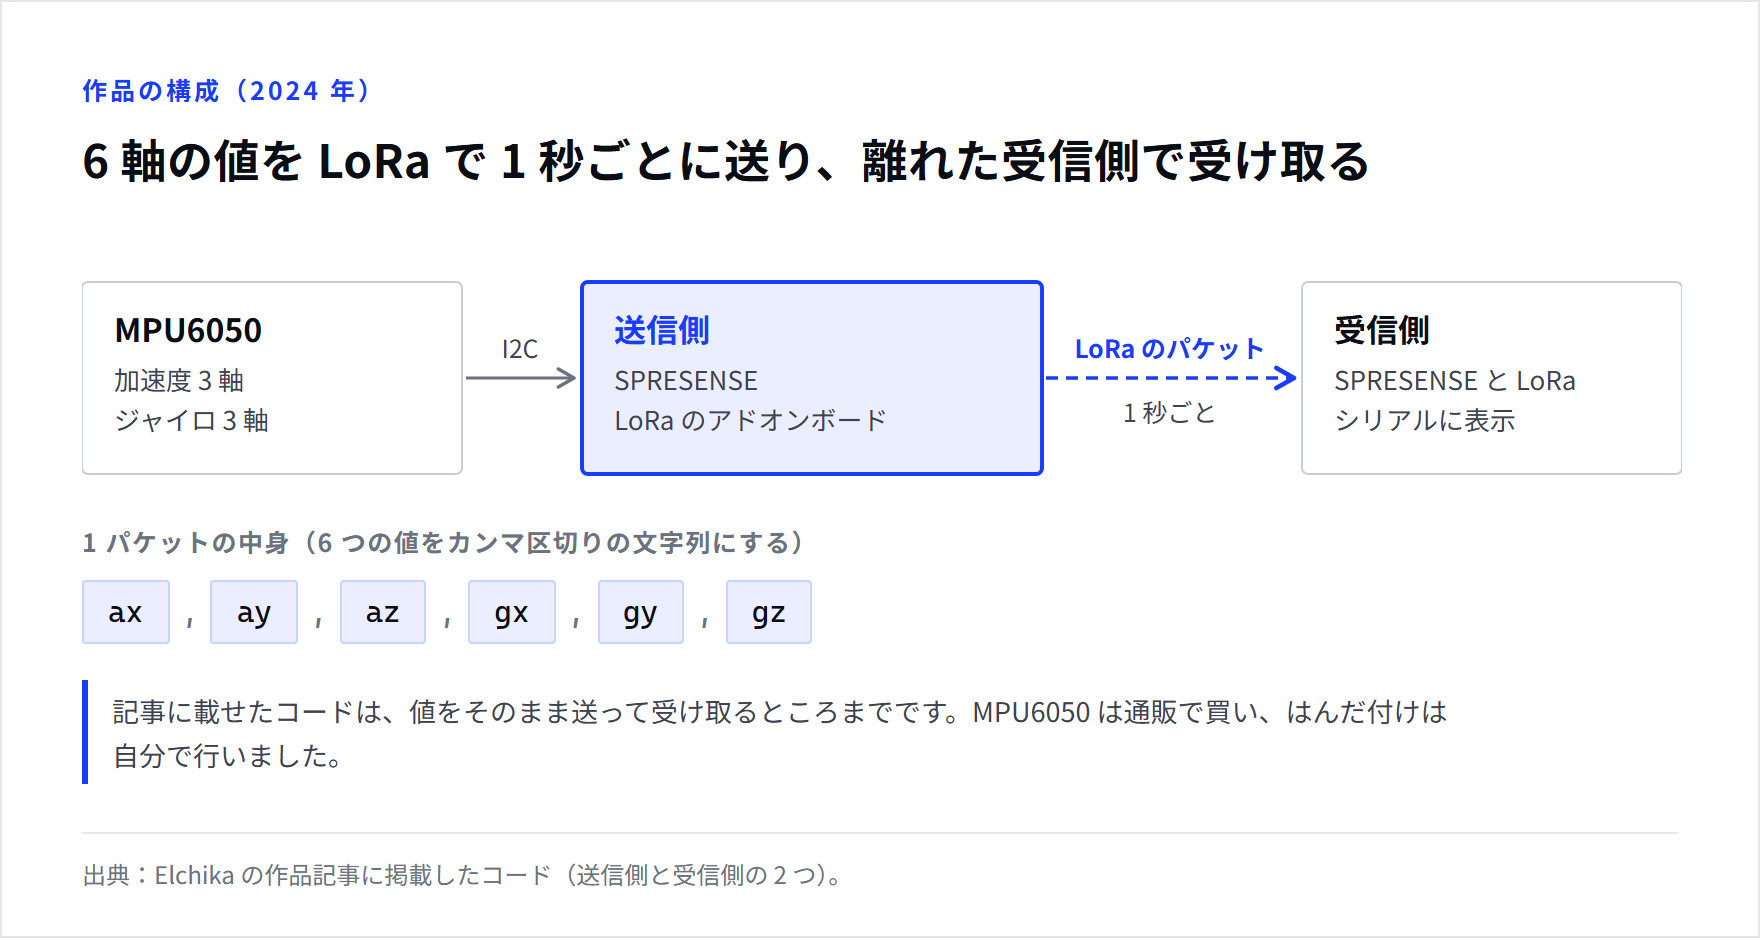 作品の構成（2024 年）
6 軸の値を LoRa で 1 秒ごとに送り、離れた受信側で受け取る
MPU6050
加速度 3 軸
ジャイロ 3 軸
I2C
送信側
SPRESENSE
LoRa のアドオンボード
LoRa のパケット
1 秒ごと
受信側
SPRESENSE と LoRa
シリアルに表示
1 パケットの中身（6 つの値をカンマ区切りの文字列にする）
ax , ay , az , gx , gy , gz
記事に載せたコードは、値をそのまま送って受け取るところまでです。MPU6050 は通販で買い、はんだ付けは
自分で行いました。
出典：Elchika の作品記事に掲載したコード（送信側と受信側の 2 つ）。